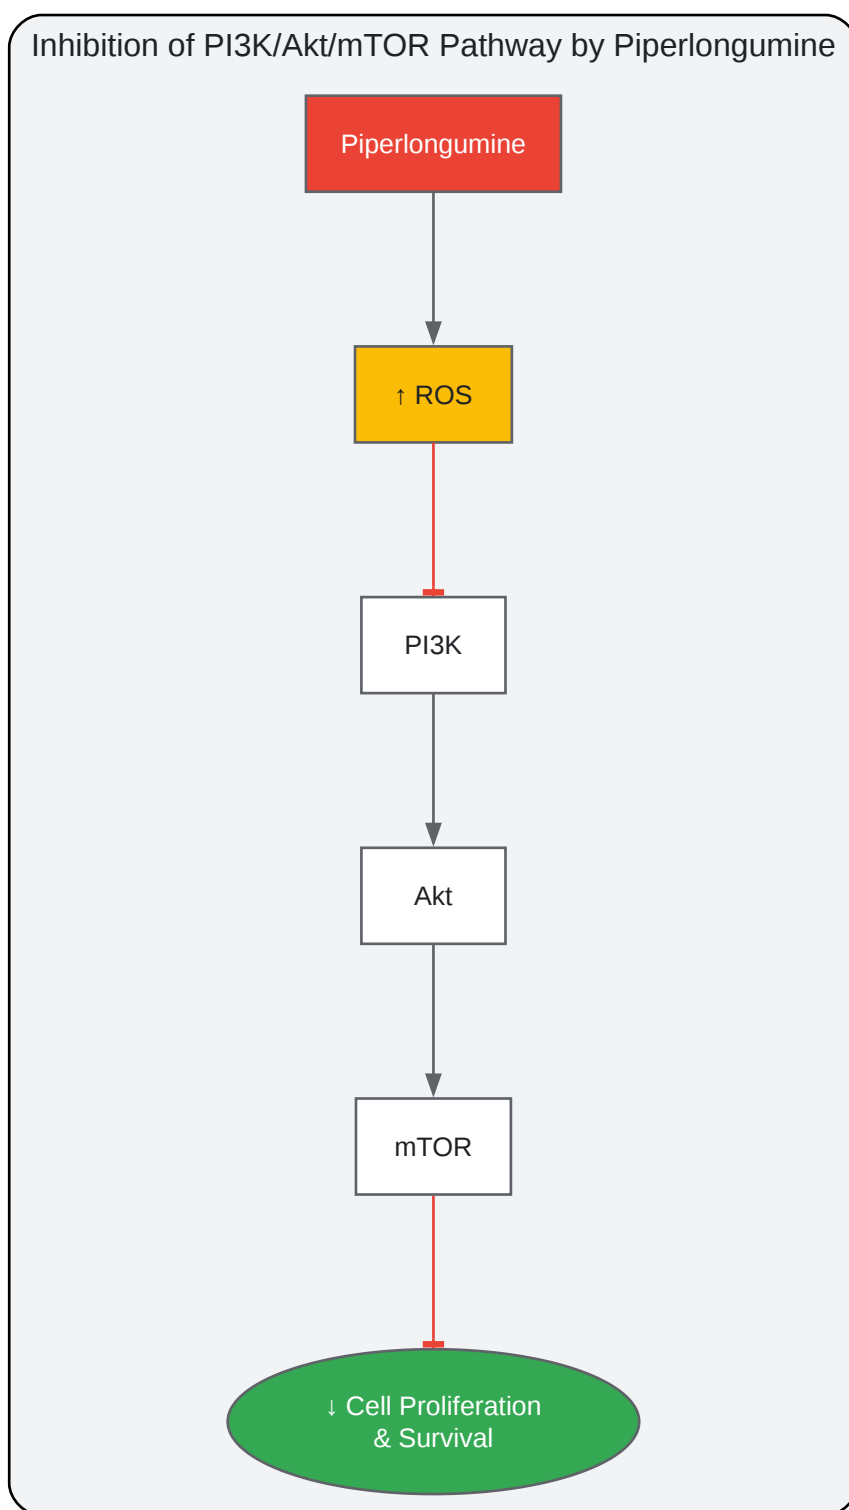 Inhibition of PI3K/Akt/mTOR Pathway by Piperlongumine
Piperlongumine
↑ ROS
PI3K
Akt
mTOR
↓ Cell Proliferation
& Survival